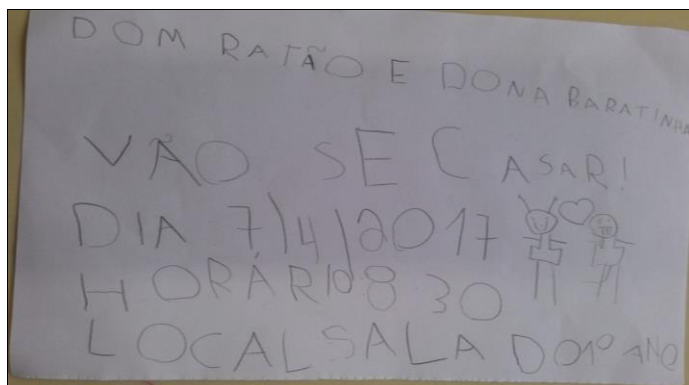 DOM RATÃO E DONA BARATINHA
VÃO SE CASAR!
DIA 7/4/2017
HORÁRIO 8 30
LOCAL SALA DO 1º ANO